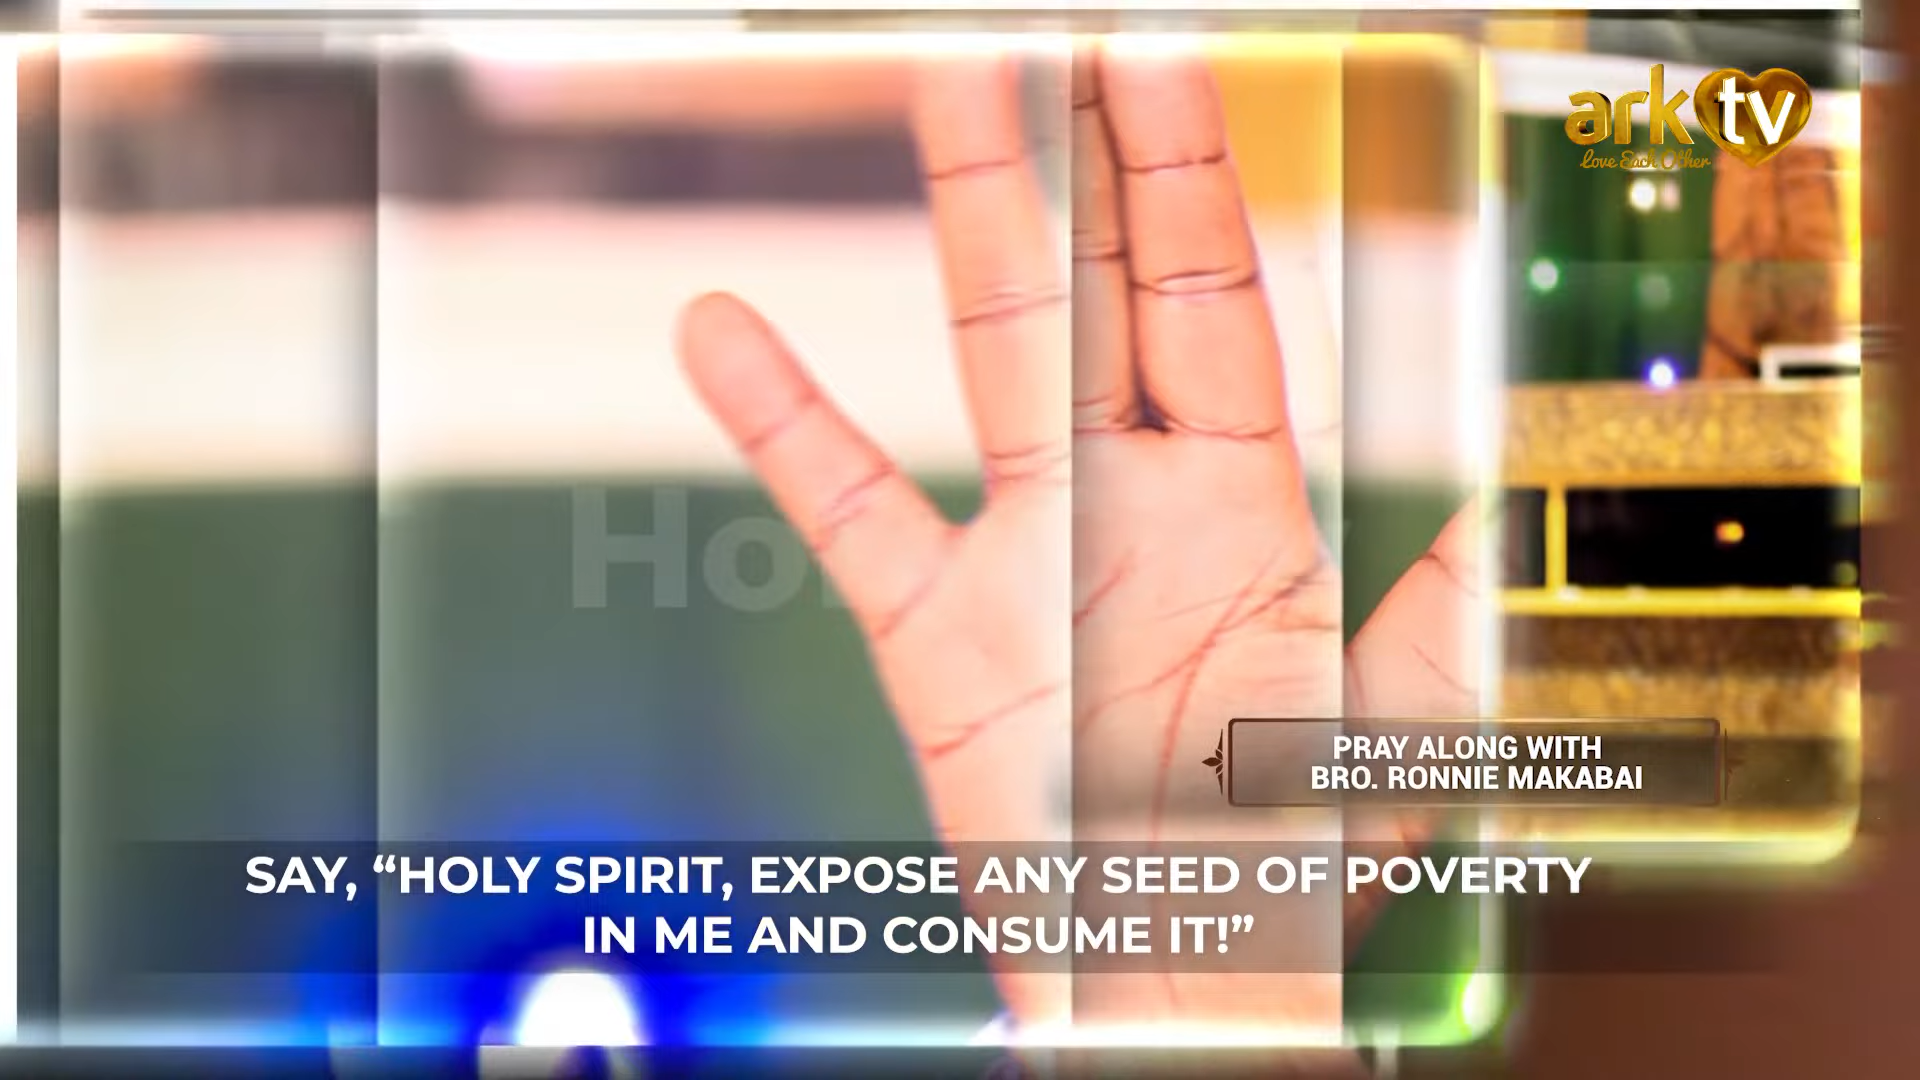 ark tv
Love Each Other
Ho
PRAY ALONG WITH
BRO. RONNIE MAKABAI
SAY, “HOLY SPIRIT, EXPOSE ANY SEED OF POVERTY
IN ME AND CONSUME IT!”